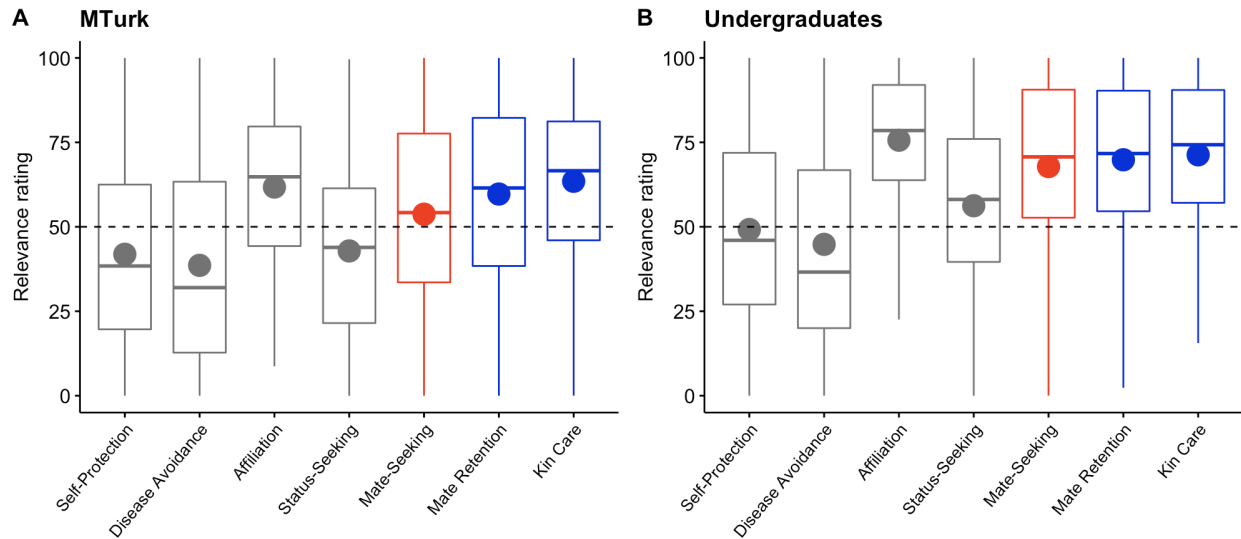 A MTurk
Relevance rating
100
75
50
25
0
Self-Protection
Disease Avoidance
Affiliation
Status-Seeking
Mate-Seeking
Mate Retention
Kin Care
B Undergraduates
Relevance rating
100
75
50
25
0
Self-Protection
Disease Avoidance
Affiliation
Status-Seeking
Mate-Seeking
Mate Retention
Kin Care